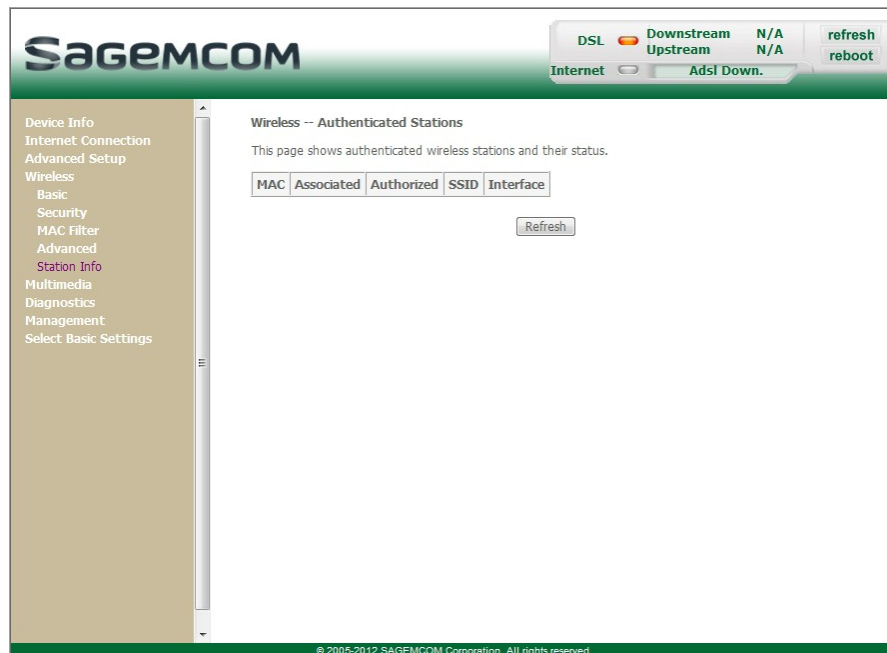 SAGEMCOM
DSL Downstream N/A
Upstream N/A
Internet Adsl Down.
refresh
reboot
Device Info
Internet Connection
Advanced Setup
Wireless
Basic
Security
MAC Filter
Advanced
Station Info
Multimedia
Diagnostics
Management
Select Basic Settings
Wireless -- Authenticated Stations
This page shows authenticated wireless stations and their status.
MAC Associated Authorized SSID Interface
Refresh
© 2005-2012 SAGEMCOM Corporation. All rights reserved.